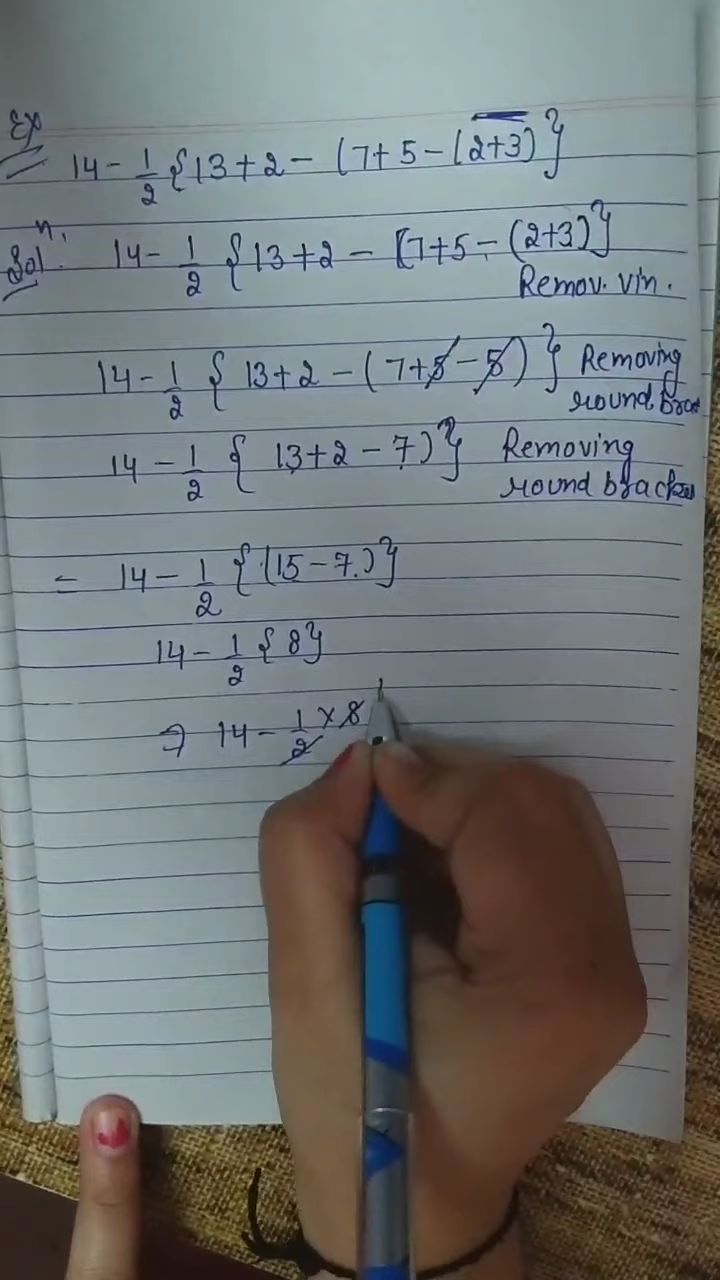 Ex
14 - 1/2 {13 + 2 - (7 + 5 - (2+3)}
Solⁿ: 14 - 1/2 {13 + 2 - [7 + 5 - (2+3)}
Remov. vin.
14 - 1/2 { 13 + 2 - ( 7 + 5 - 5 ) } Removing
round brac
14 - 1/2 { 13 + 2 - 7 ) } Removing
round bracke
= 14 - 1/2 { (15 - 7.) }
14 - 1/2 { 8 }
⇒ 14 - 1/2 × 8